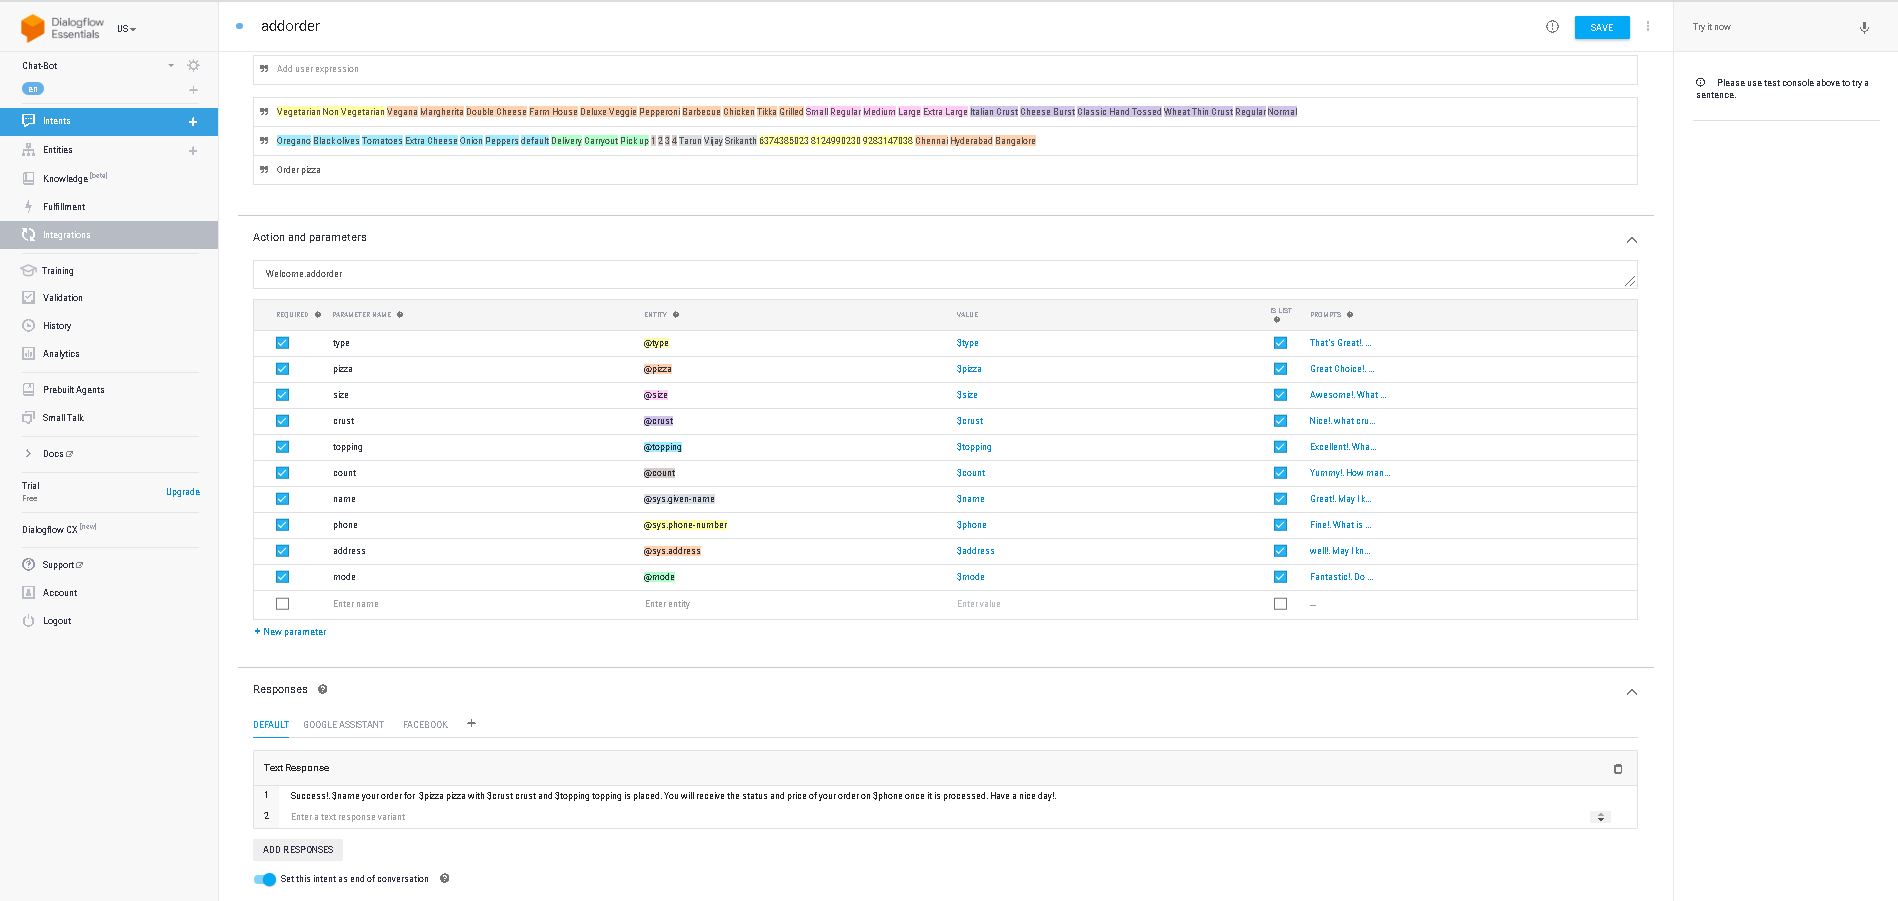 Dialogflow
Essentials
US
addorder
SAVE
Try it now
Chat-Bot
en
Intents
Entities
Knowledge [beta]
Fulfillment
Integrations
Training
Validation
History
Analytics
Prebuilt Agents
Small Talk
Docs
Trial
Free
Upgrade
Dialogflow CX [new]
Support
Account
Logout
Add user expression
Vegetarian Non Vegetarian Vegana Margherita Double Cheese Farm House Deluxe Veggie Pepperoni Barbecue Chicken Tikka Grilled Small Regular Medium Large Extra Large Italian Crust Cheese Burst Classic Hand Tossed Wheat Thin Crust Regular Normal
Oregano Black olives Tomatoes Extra Cheese Onion Peppers default Delivery Carryout Pick up 1 2 3 4 Tarun Vijay Srikanth 6374385023 8124990230 9283147038 Chennai Hyderabad Bangalore
Order pizza
Action and parameters
Welcome.addorder
REQUIRED PARAMETER NAME ENTITY VALUE IS LIST PROMPTS
type @type $type That's Great!. ...
pizza @pizza $pizza Great Choice!. ...
size @size $size Awesome!. What ...
crust @crust $crust Nice!. what cru...
topping @topping $topping Excellent!. Wha...
count @count $count Yummy!. How man...
name @sys.given-name $name Great!. May I k...
phone @sys.phone-number $phone Fine!. What is ...
address @sys.address $address well!. May I kn...
mode @mode $mode Fantastic!. Do ...
Enter name Enter entity Enter value ...
+ New parameter
Responses
DEFAULT GOOGLE ASSISTANT FACEBOOK +
Text Response
1 Success!. $name your order for $pizza pizza with $crust crust and $topping topping is placed. You will receive the status and price of your order on $phone once it is processed. Have a nice day!.
2 Enter a text response variant
ADD RESPONSES
Set this intent as end of conversation
Please use test console above to try a
sentence.